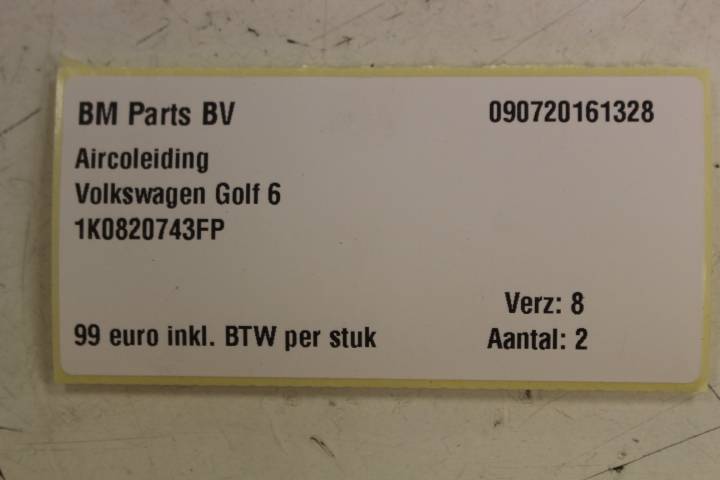 BM Parts BV 090720161328
Aircoleiding
Volkswagen Golf 6
1K0820743FP
Verz: 8
99 euro inkl. BTW per stuk Aantal: 2